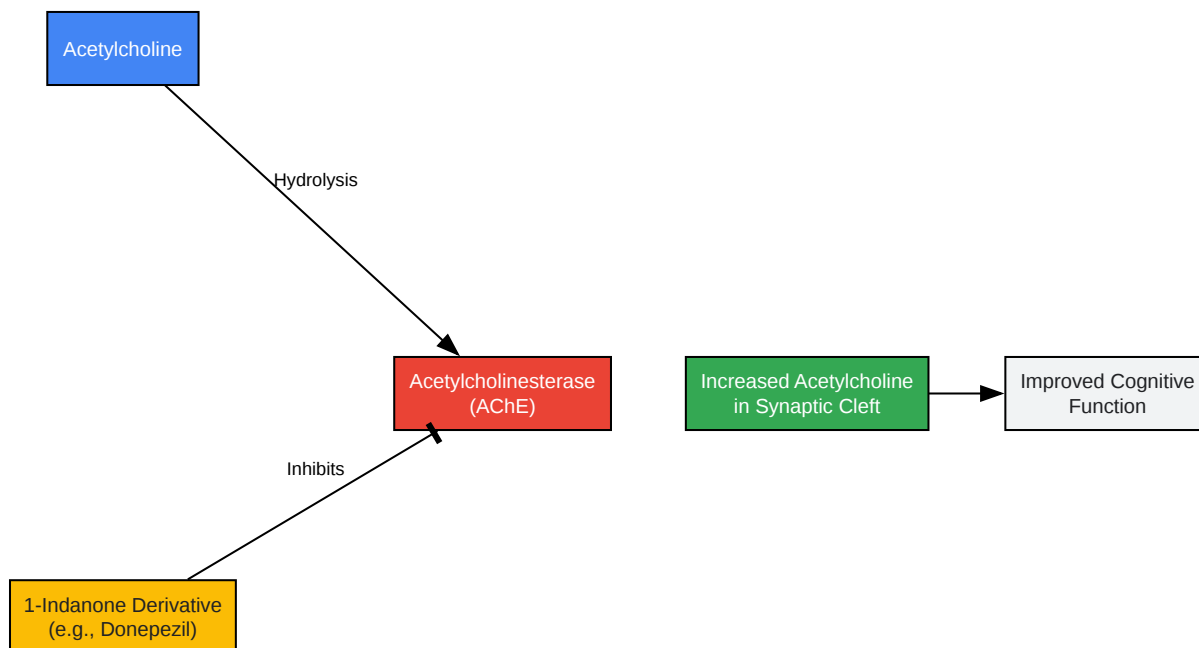 Acetylcholine
Hydrolysis
Acetylcholinesterase
(AChE)
Increased Acetylcholine
in Synaptic Cleft
Improved Cognitive
Function
Inhibits
1-Indanone Derivative
(e.g., Donepezil)